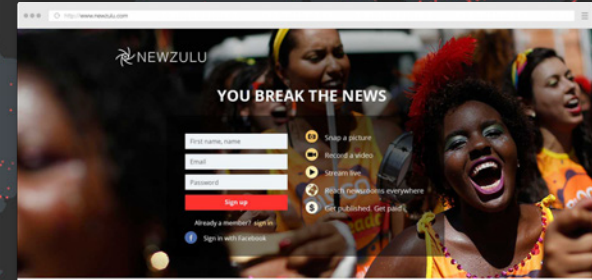 http://www.newzulu.com
NEWZULU
YOU BREAK THE NEWS
First name, name
Email
Password
Sign up
Already a member? sign in
f Sign in with Facebook
Snap a picture
Record a video
Stream live
Reach newsrooms everywhere
$ Get published. Get paid.